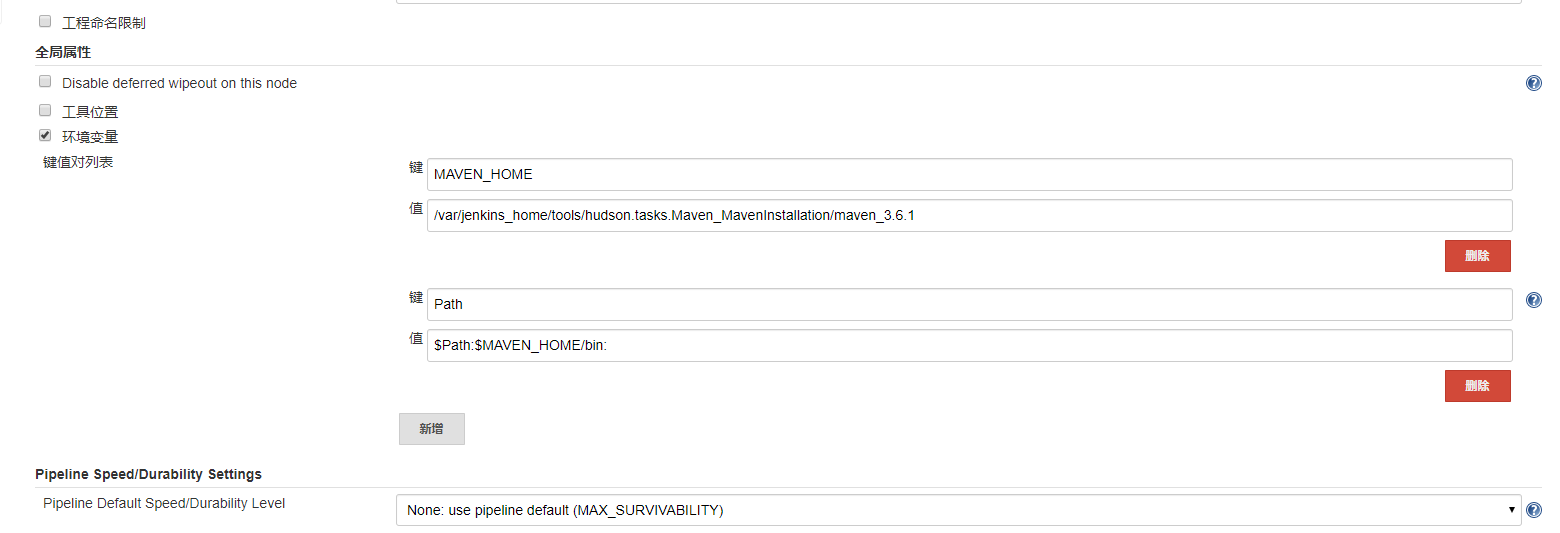 工程命名限制
全局属性
Disable deferred wipeout on this node
工具位置
环境变量
键值对列表
键
MAVEN_HOME
值
/var/jenkins_home/tools/hudson.tasks.Maven_MavenInstallation/maven_3.6.1
删除
键
Path
值
$Path:$MAVEN_HOME/bin:
删除
新增
Pipeline Speed/Durability Settings
Pipeline Default Speed/Durability Level
None: use pipeline default (MAX_SURVIVABILITY)